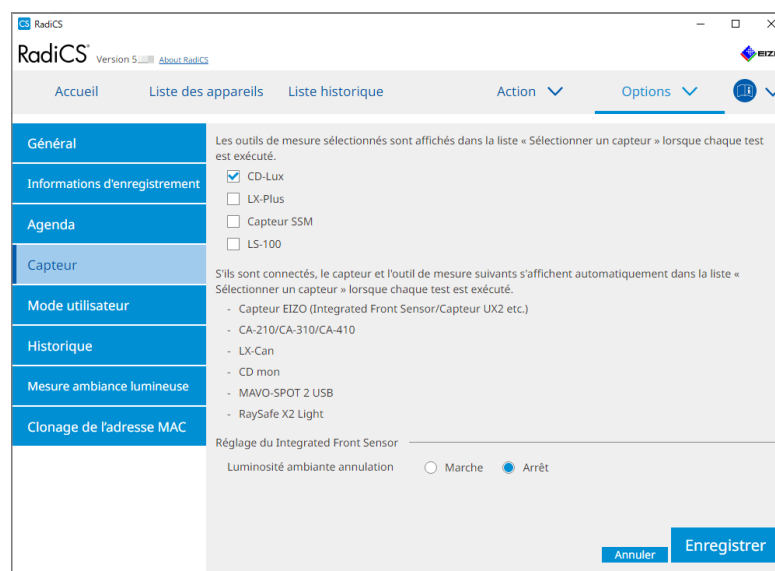 CS RadiCS
RadiCS® Version 5. About RadiCS
EIZ
Accueil Liste des appareils Liste historique Action Options
Général
Informations d'enregistrement
Agenda
Capteur
Mode utilisateur
Historique
Mesure ambiance lumineuse
Clonage de l’adresse MAC
Les outils de mesure sélectionnés sont affichés dans la liste « Sélectionner un capteur » lorsque chaque test
est exécuté.
CD-Lux
LX-Plus
Capteur SSM
LS-100
S'ils sont connectés, le capteur et l'outil de mesure suivants s'affichent automatiquement dans la liste «
Sélectionner un capteur » lorsque chaque test est exécuté.
- Capteur EIZO (Integrated Front Sensor/Capteur UX2 etc.)
- CA-210/CA-310/CA-410
- LX-Can
- CD mon
- MAVO-SPOT 2 USB
- RaySafe X2 Light
Réglage du Integrated Front Sensor
Luminosité ambiante annulation Marche Arrêt
Annuler Enregistrer